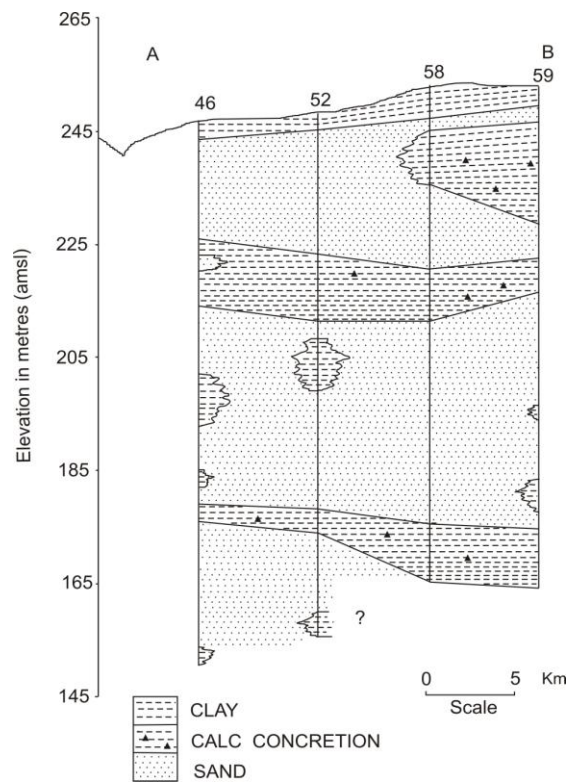 265
A
B
46
52
58
59
245
225
205
185
165
145
Elevation in metres (amsl)
?
0 5 Km
Scale
CLAY
CALC CONCRETION
SAND